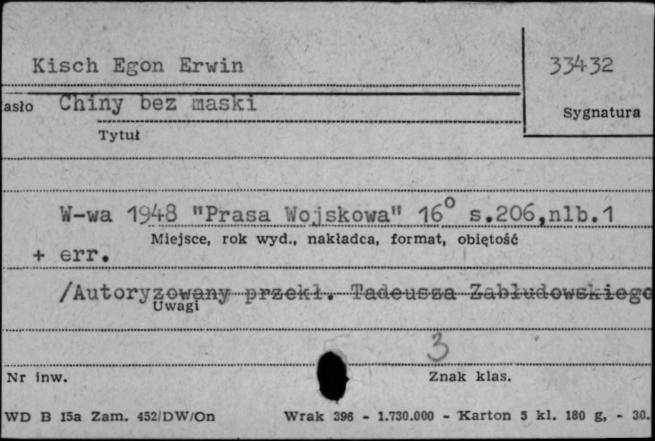 Kisch Egon Erwin
33432
asło Chiny bez maski
Sygnatura
Tytuł
W-wa 1948 "Prasa Wojskowa" 16° s.206,nlb.1
Miejsce, rok wyd., nakładca, format, obiętość
+ err.
/Autoryzowany przekł. Tadeusza Zabludowskiego
Uwagi
3
Nr inw.
Znak klas.
WD B 15a Zam. 452/DW/On Wrak 396 - 1.730.000 - Karton 5 kl. 180 g, - 30.